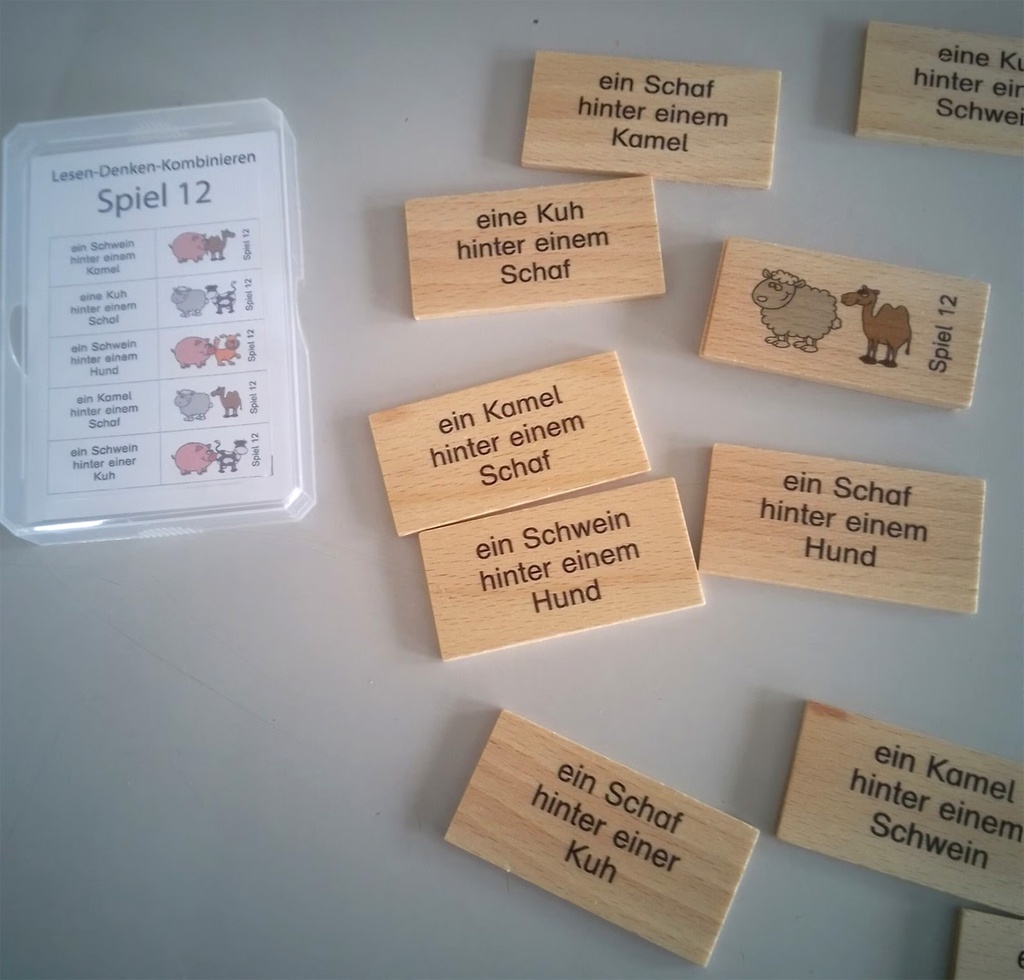 Lesen-Denken-Kombinieren
Spiel 12
ein Schwein
hinter einem
Kamel
Spiel 12
eine Kuh
hinter einem
Schaf
Spiel 12
ein Schwein
hinter einem
Hund
Spiel 12
ein Kamel
hinter einem
Schaf
Spiel 12
ein Schwein
hinter einer
Kuh
Spiel 12
ein Schaf
hinter einem
Kamel
eine Ku
hinter ein
Schwei
eine Kuh
hinter einem
Schaf
Spiel 12
ein Kamel
hinter einem
Schaf
ein Schwein
hinter einem
Hund
ein Schaf
hinter einem
Hund
ein Schaf
hinter einer
Kuh
ein Kamel
hinter einem
Schwein